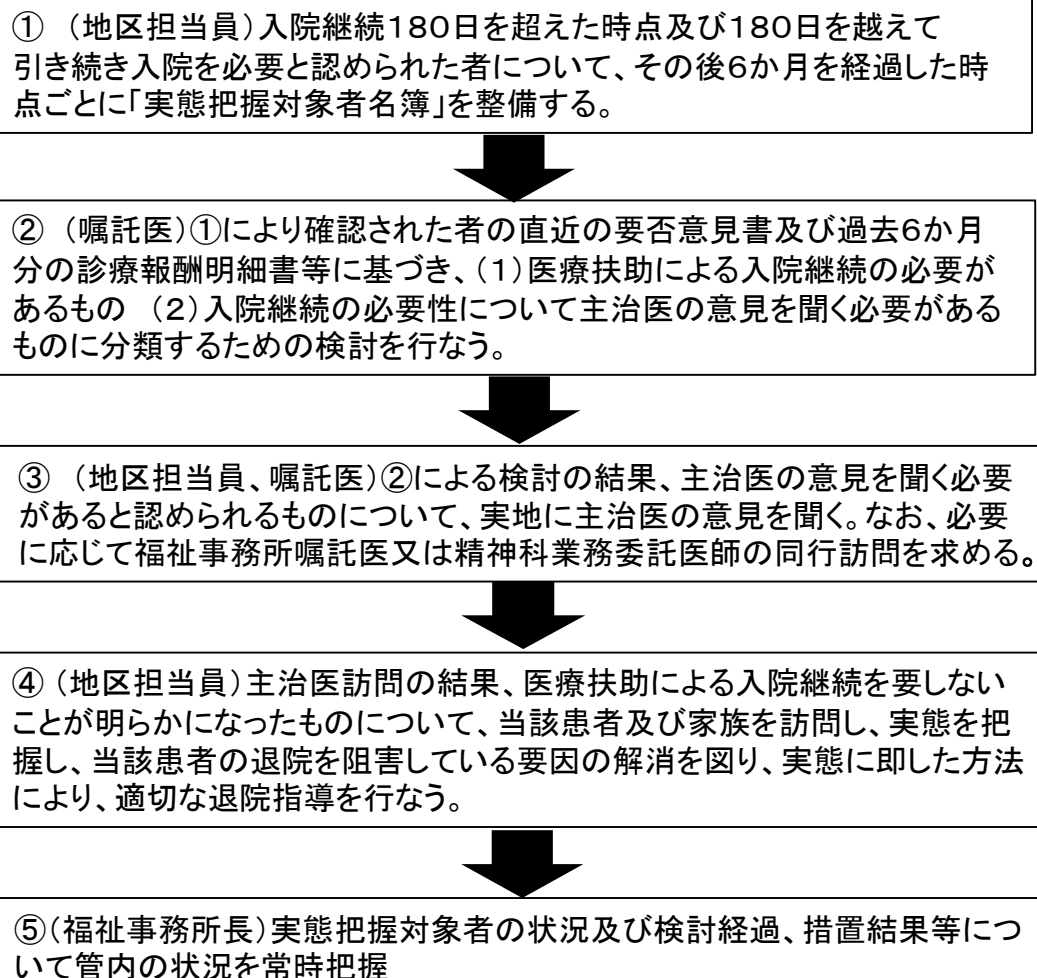 ① （地区担当員）入院継続１８０日を超えた時点及び１８０日を越えて
引き続き入院を必要と認められた者について、その後６か月を経過した時
点ごとに「実態把握対象者名簿」を整備する。
② （嘱託医）①により確認された者の直近の要否意見書及び過去６か月
分の診療報酬明細書等に基づき、（１）医療扶助による入院継続の必要が
あるもの （２）入院継続の必要性について主治医の意見を聞く必要がある
ものに分類するための検討を行なう。
③ （地区担当員、嘱託医）②による検討の結果、主治医の意見を聞く必要
があると認められるものについて、実地に主治医の意見を聞く。なお、必要
に応じて福祉事務所嘱託医又は精神科業務委託医師の同行訪問を求める。
④ （地区担当員）主治医訪問の結果、医療扶助による入院継続を要しない
ことが明らかになったものについて、当該患者及び家族を訪問し、実態を把
握し、当該患者の退院を阻害している要因の解消を図り、実態に即した方法
により、適切な退院指導を行なう。
⑤（福祉事務所長）実態把握対象者の状況及び検討経過、措置結果等につ
いて管内の状況を常時把握